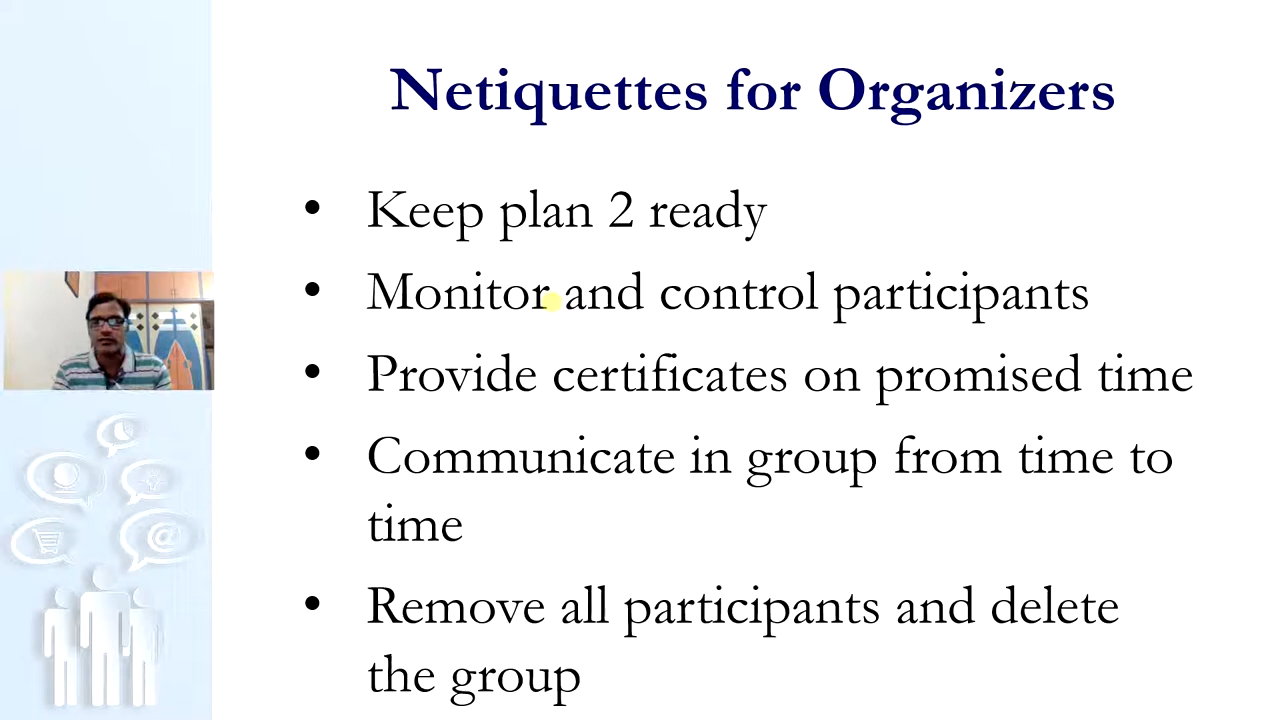 Netiquettes for Organizers
• Keep plan 2 ready
• Monitor and control participants
• Provide certificates on promised time
• Communicate in group from time to
time
• Remove all participants and delete
the group